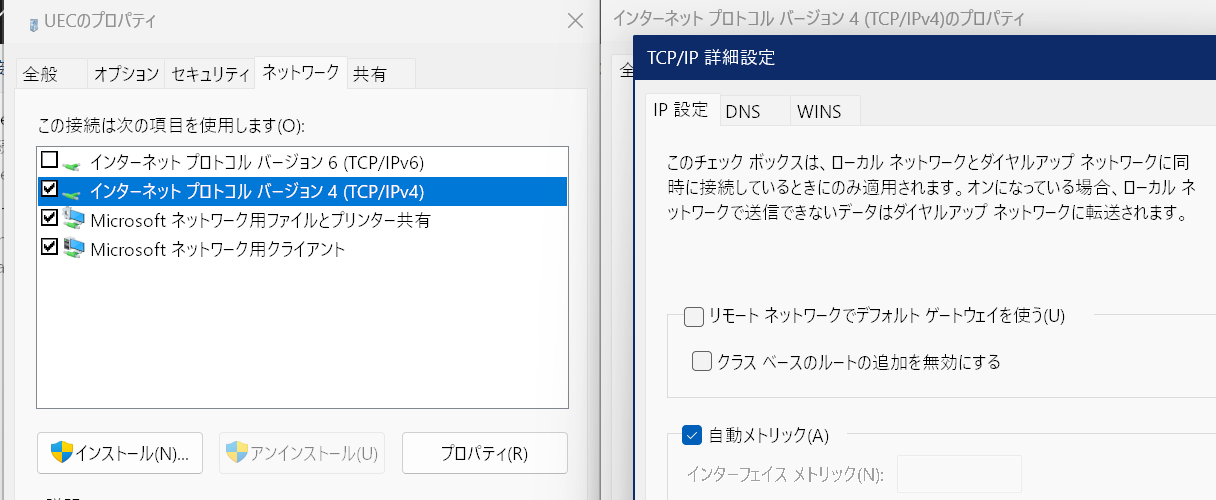 UECのプロパティ
全般
オプション
セキュリティ
ネットワーク
共有
この接続は次の項目を使用します(O):
インターネット プロトコル バージョン 6 (TCP/IPv6)
インターネット プロトコル バージョン 4 (TCP/IPv4)
Microsoft ネットワーク用ファイルとプリンター共有
Microsoft ネットワーク用クライアント
インストール(N)...
アンインストール(U)
プロパティ(R)
インターネット プロトコル バージョン 4 (TCP/IPv4)のプロパティ
TCP/IP 詳細設定
IP 設定
DNS
WINS
このチェック ボックスは、ローカル ネットワークとダイヤルアップ ネットワークに同
時に接続しているときにのみ適用されます。オンになっている場合、ローカル ネ
ットワークで送信できないデータはダイヤルアップ ネットワークに転送されます。
リモート ネットワークでデフォルト ゲートウェイを使う(U)
クラス ベースのルートの追加を無効にする
自動メトリック(A)
インターフェイス メトリック(N):